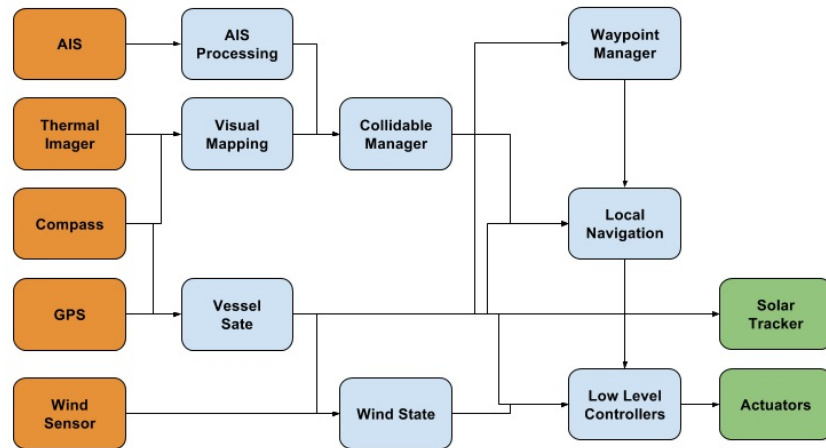 AIS
AIS
Processing
Waypoint
Manager
Thermal
Imager
Visual
Mapping
Collidable
Manager
Compass
Local
Navigation
GPS
Vessel
Sate
Solar
Tracker
Wind
Sensor
Wind State
Low Level
Controllers
Actuators